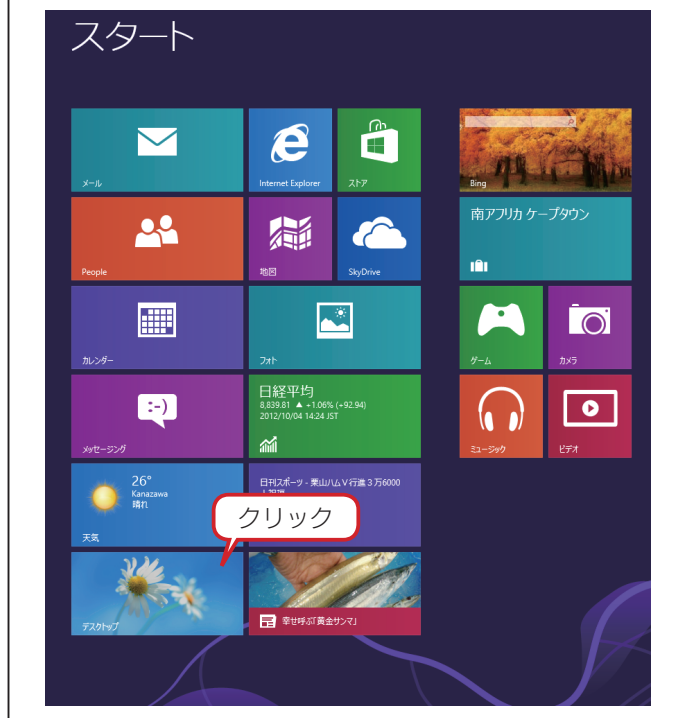 スタート
メール
Internet Explorer
ストア
Bing
People
地図
SkyDrive
南アフリカ ケープタウン
カレンダー
フォト
ゲーム
カメラ
メッセージング
:-)
日経平均
8,839.81 ▲ +1.06% (+92.94)
2012/10/04 14:24 JST
ミュージック
ビデオ
26°
Kanazawa
晴れ
天気
日刊スポーツ - 栗山ハムV行進3万6000
クリック
デスクトップ
幸せ呼ぶ「黄金サンマ」